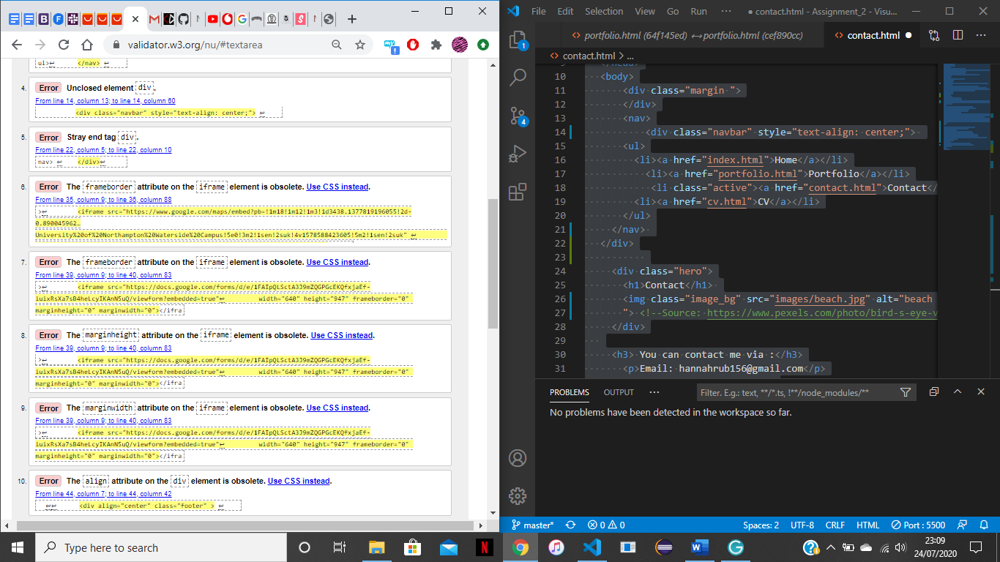 File Edit Selection View Go Run ··· ● contact.html - Assignment_2 - Visu...
validator.w3.org/nu/#textarea
ul>↩ </nav> ↩
4. Error Unclosed element div.
From line 14, column 13; to line 14, column 60
<div class="navbar" style="text-align: center;"> ↩
5. Error Stray end tag div.
From line 22, column 5; to line 22, column 10
nav> ↩ </div>↩
6. Error The frameborder attribute on the iframe element is obsolete. Use CSS instead.
From line 35, column 9; to line 36, column 88
>↩ <iframe src="https://www.google.com/maps/embed?pb=!1m18!1m12!1m3!1d3438.1377819196055!2d-
0.890045962…
University%20of%20Northampton%20Waterside%20Campus!5e0!3m2!1sen!2suk!4v1578588423605!5m2!1sen!2suk" ↩
7. Error The frameborder attribute on the iframe element is obsolete. Use CSS instead.
From line 39, column 9; to line 40, column 83
>↩ <iframe src="https://docs.google.com/forms/d/e/1FAIpQLSctA3J9mZQGPGcEKQfxjaEf-
iuixRsXa7sB4heLcyIKAnN5uQ/viewform?embedded=true"↩ width="640" height="947" frameborder="0"
marginheight="0" marginwidth="0"></ifra
8. Error The marginheight attribute on the iframe element is obsolete. Use CSS instead.
From line 39, column 9; to line 40, column 83
>↩ <iframe src="https://docs.google.com/forms/d/e/1FAIpQLSctA3J9mZQGPGcEKQfxjaEf-
iuixRsXa7sB4heLcyIKAnN5uQ/viewform?embedded=true"↩ width="640" height="947" frameborder="0"
marginheight="0" marginwidth="0"></ifra
9. Error The marginwidth attribute on the iframe element is obsolete. Use CSS instead.
From line 39, column 9; to line 40, column 83
>↩ <iframe src="https://docs.google.com/forms/d/e/1FAIpQLSctA3J9mZQGPGcEKQfxjaEf-
iuixRsXa7sB4heLcyIKAnN5uQ/viewform?embedded=true"↩ width="640" height="947" frameborder="0"
marginheight="0" marginwidth="0"></ifra
10. Error The align attribute on the div element is obsolete. Use CSS instead.
From line 44, column 7; to line 44, column 42
↩↩ <div align="center" class="footer" > ↩
portfolio.html (64f145ed) ↔ portfolio.html (cef890cc) contact.html ●
contact.html > ...
9 </head>
10 <body>
11 <div class="margin ">
12 </div>
13 <nav>
14 <div class="navbar" style="text-align: center;">
15 <ul>
16 <li><a href="index.html">Home</a></li>
17 <li><a href="portfolio.html">Portfolio</a></li>
18 <li class="active"><a href="contact.html">Contact</
19 <li><a href="cv.html">CV</a></li>
20 </ul>
21 </nav>
22 </div>
23
24 <div class="hero">
25 <h1>Contact</h1>
26 <img class="image_bg" src="images/beach.jpg" alt="beach
27 "> <!--Source: https://www.pexels.com/photo/bird-s-eye-v
28 </div>
29
30 <h3> You can contact me via :</h3>
31 <p>Email: hannahrub156@gmail.com</p>
1
4
PROBLEMS OUTPUT ··· Filter. E.g.: text, **/*.ts, !**/node_modules/**
No problems have been detected in the workspace so far.
master* 0 0 Spaces: 2 UTF-8 CRLF HTML Port : 5500
Type here to search
23:09
24/07/2020